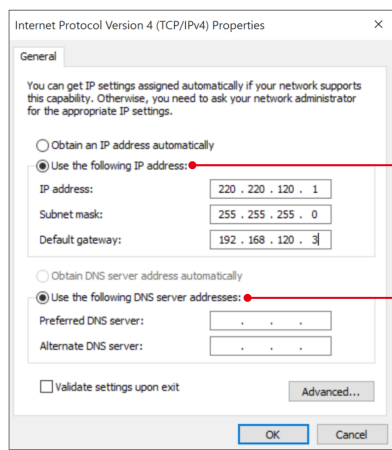 Internet Protocol Version 4 (TCP/IPv4) Properties
General
You can get IP settings assigned automatically if your network supports
this capability. Otherwise, you need to ask your network administrator
for the appropriate IP settings.
Obtain an IP address automatically
Use the following IP address:
IP address: 220 . 220 . 120 . 1
Subnet mask: 255 . 255 . 255 . 0
Default gateway: 192 . 168 . 120 . 3
Obtain DNS server address automatically
Use the following DNS server addresses:
Preferred DNS server: . . .
Alternate DNS server: . . .
Validate settings upon exit
Advanced...
OK Cancel